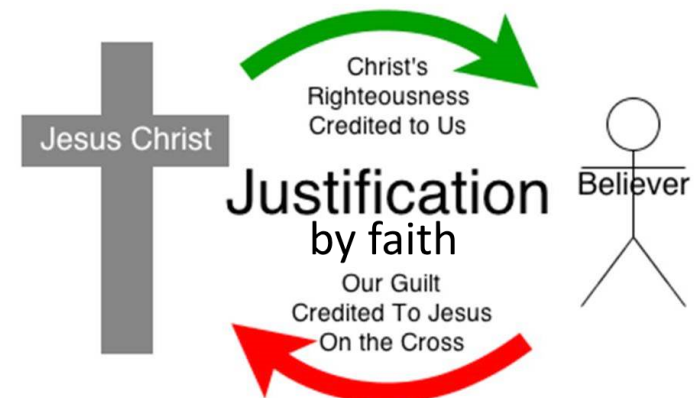 Christ's
Righteousness
Credited to Us
Jesus Christ
Justification
by faith
Believer
Our Guilt
Credited To Jesus
On the Cross